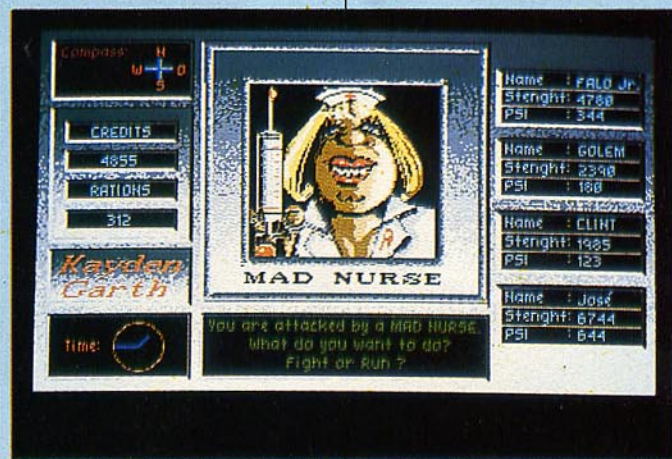 Compass:
N
W O
S
CREDITS
4855
RATIONS
312
Kayden
Garth
Time:
MAD NURSE
You are attacked by a MAD NURSE.
What do you want to do?
Fight or Run ?
Name : FALO Jr
Stenght: 4780
PSI : 344
Name : GOLEM
Stenght: 2390
PSI : 180
Name : CLINT
Stenght: 1985
PSI : 123
Name : José
Stenght: 6744
PSI : 644